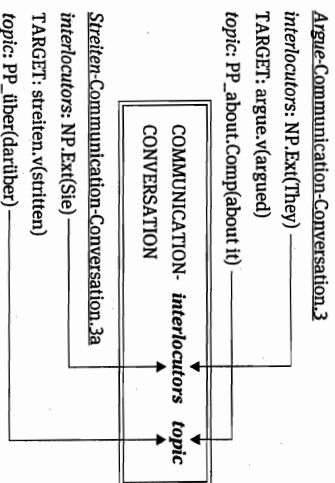 Argue-Communication-Conversation.3
interlocutors: NP.Ext(They)
TARGET: argue.v(argued)
topic: PP_about.Comp(about it)
COMMUNICATION- interlocutors topic
CONVERSATION
Streiten-Communication-Conversation.3a
interlocutors: NP.Ext(Sie)
TARGET: streiten.v(stritten)
topic: PP_über(darüber)